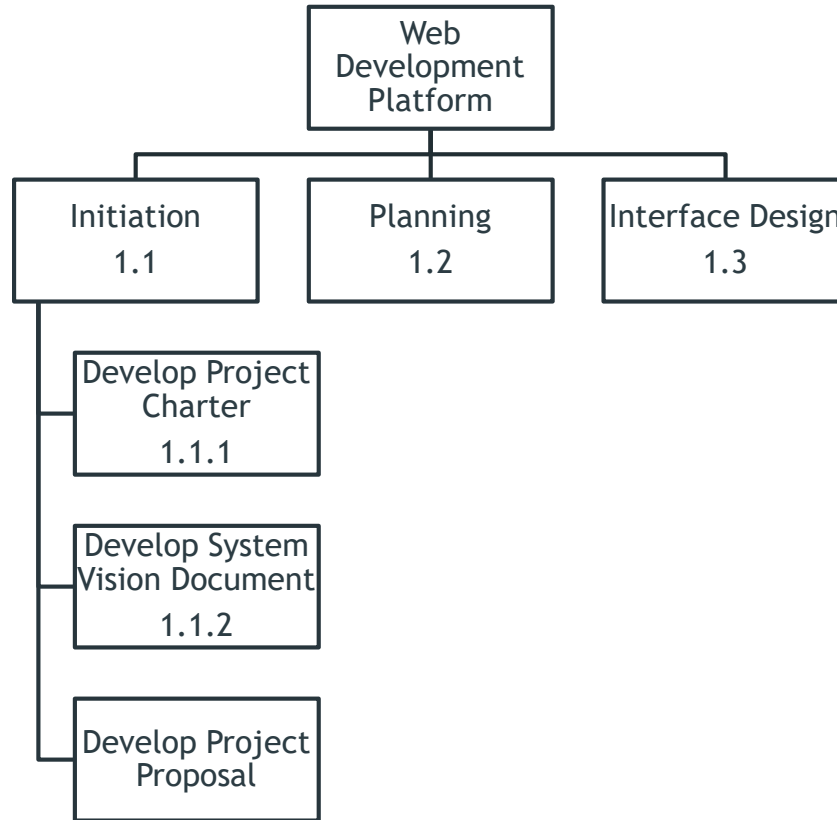 Web
Development
Platform
Initiation
1.1
Planning
1.2
Interface Design
1.3
Develop Project
Charter
1.1.1
Develop System
Vision Document
1.1.2
Develop Project
Proposal